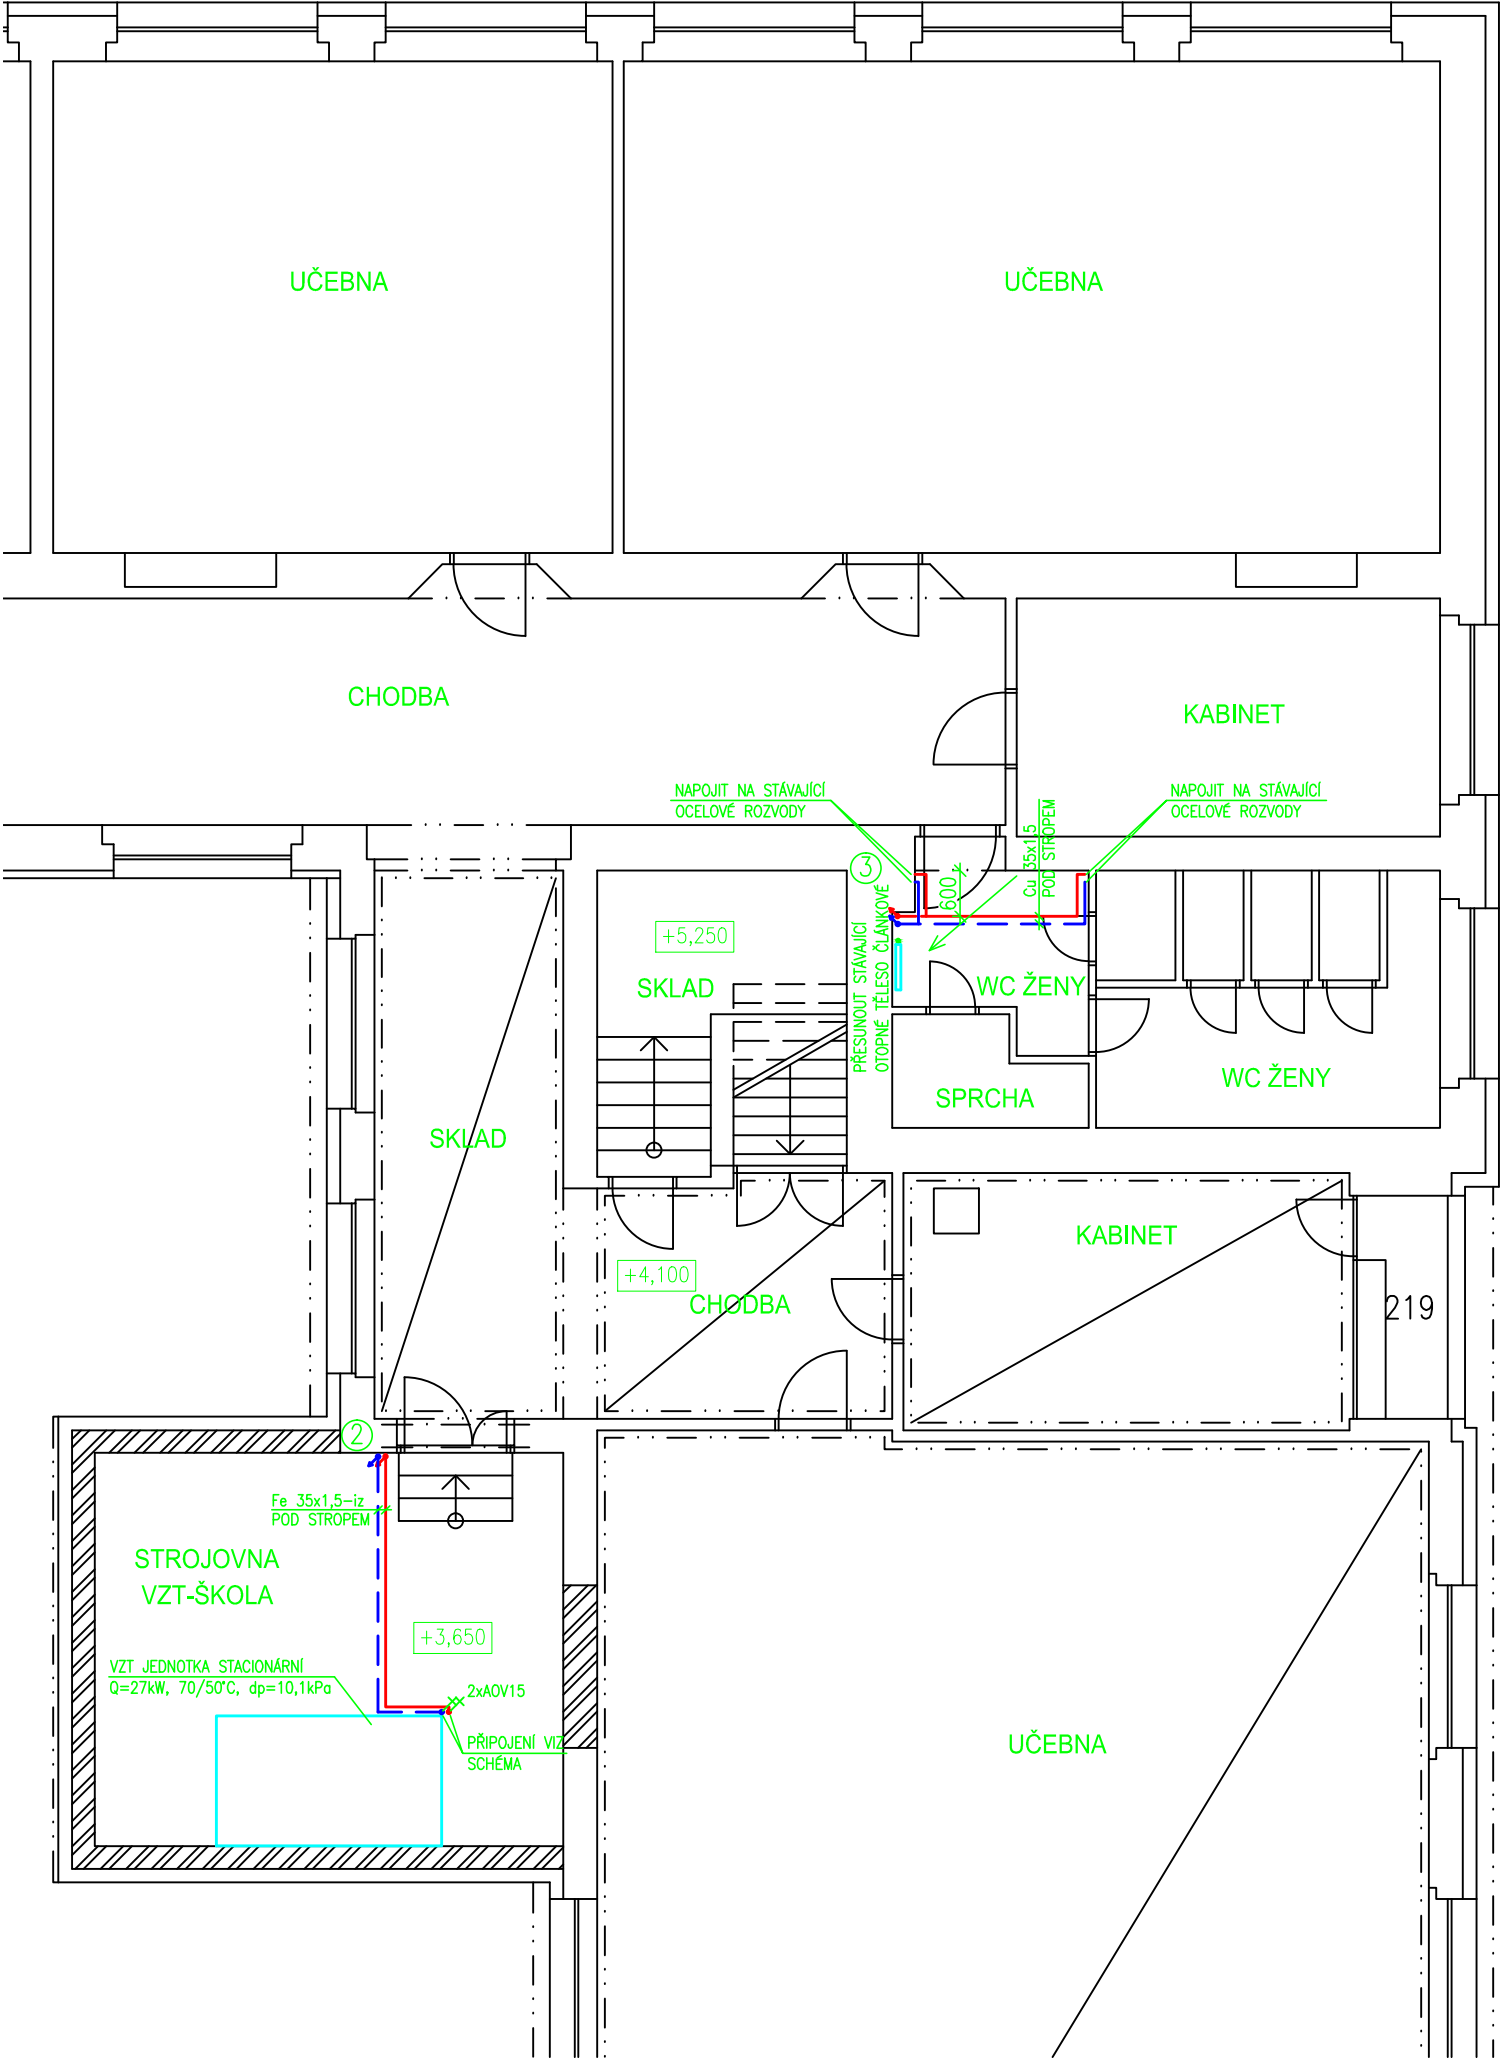 UČEBNA
UČEBNA
CHODBA
KABINET
NAPOJIT NA STÁVAJÍCÍ
OCELOVÉ ROZVODY
NAPOJIT NA STÁVAJÍCÍ
OCELOVÉ ROZVODY
Cu 35x1,5
POD STROPEM
3
600
PŘESUNOUT STÁVAJÍCÍ
OTOPNÉ TĚLESO ČLÁNKOVÉ
+5,250
SKLAD
WC ŽENY
WC ŽENY
SPRCHA
SKLAD
KABINET
+4,100
CHODBA
219
2
Fe 35x1,5-iz
POD STROPEM
STROJOVNA
VZT-ŠKOLA
+3,650
VZT JEDNOTKA STACIONÁRNÍ
Q=27kW, 70/50°C, dp=10,1kPa
2xAOV15
PŘIPOJENÍ VIZ
SCHÉMA
UČEBNA